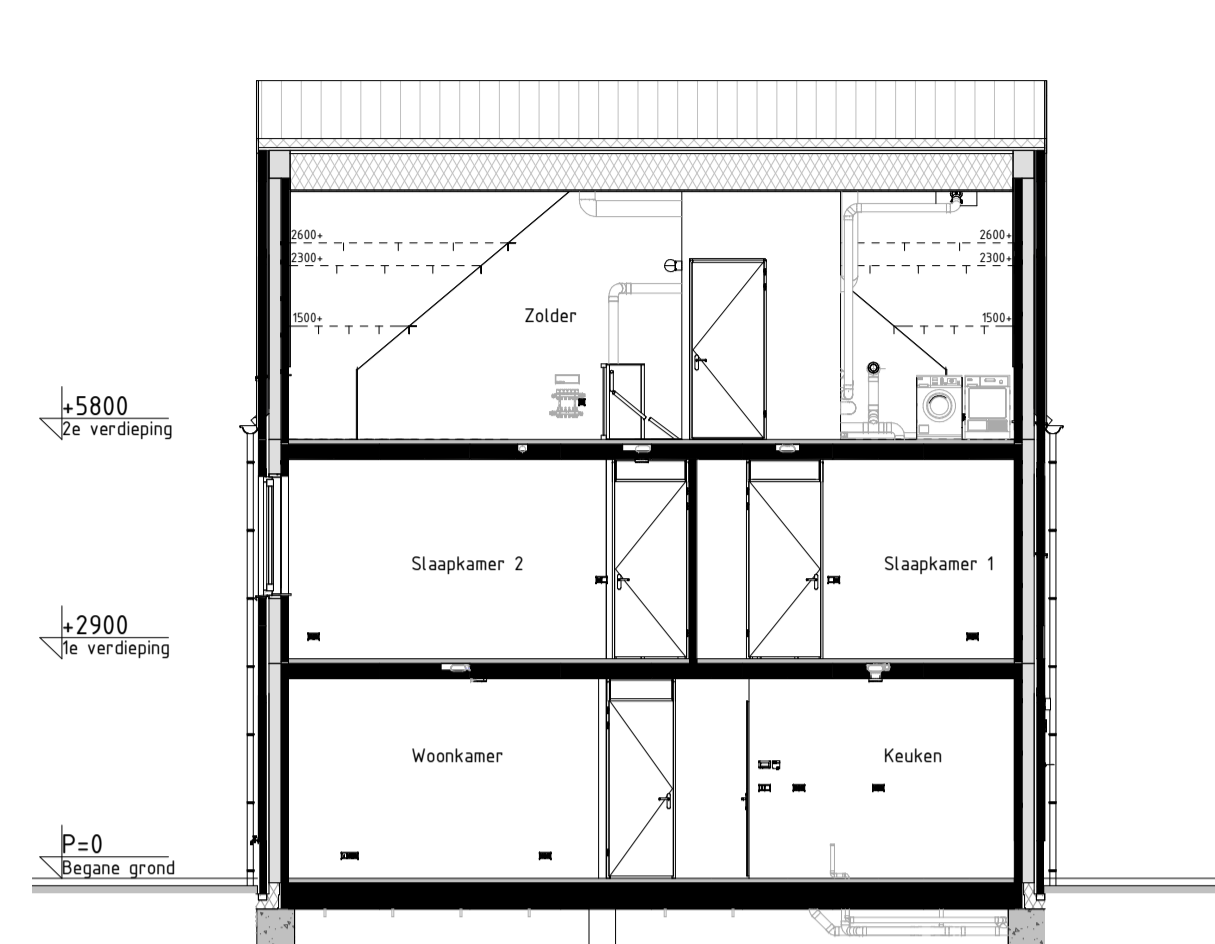 2600+
2600+
2300+
2300+
Zolder
1500+
1500+
+5800
2e verdieping
Slaapkamer 2
Slaapkamer 1
+2900
1e verdieping
Woonkamer
Keuken
P=0
Begane grond